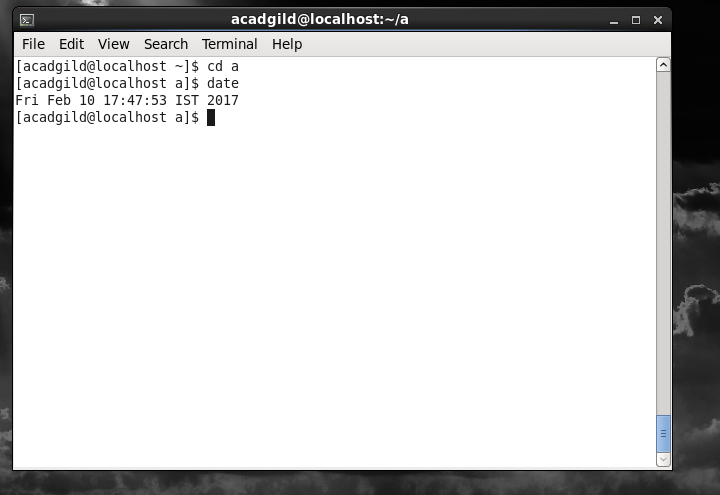 acadgild@localhost:~/a
File Edit View Search Terminal Help
[acadgild@localhost ~]$ cd a
[acadgild@localhost a]$ date
Fri Feb 10 17:47:53 IST 2017
[acadgild@localhost a]$